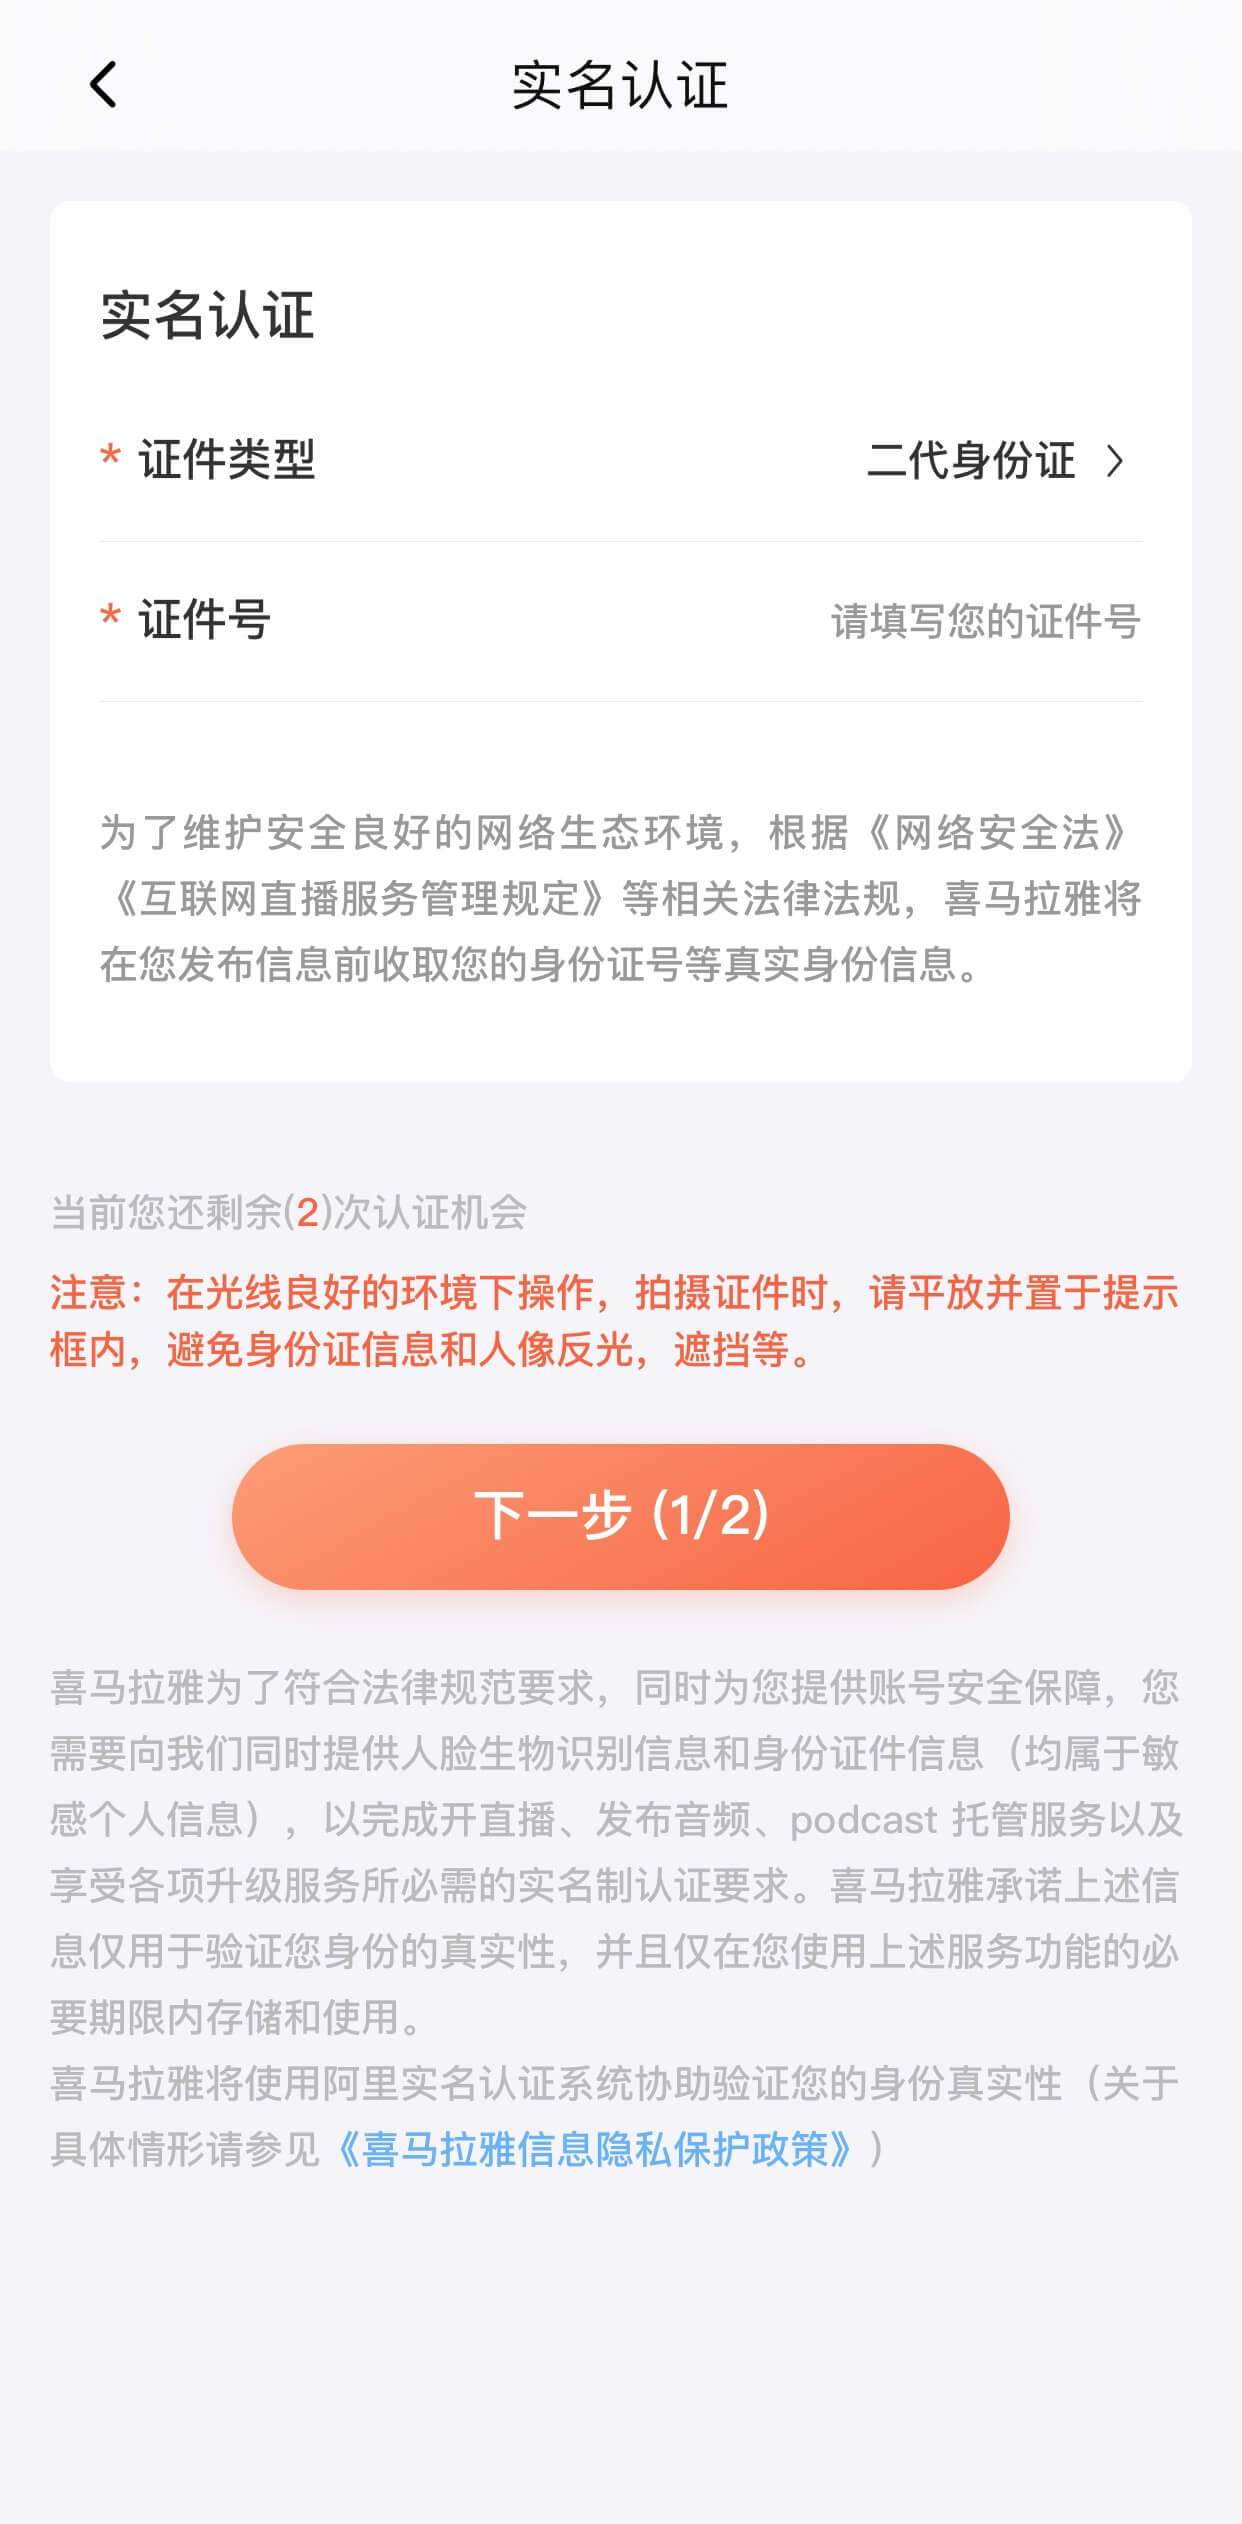 实名认证
实名认证
* 证件类型 二代身份证
* 证件号 请填写您的证件号
为了维护安全良好的网络生态环境，根据《网络安全法》
《互联网直播服务管理规定》等相关法律法规，喜马拉雅将
在您发布信息前收取您的身份证号等真实身份信息。
当前您还剩余(2)次认证机会
注意：在光线良好的环境下操作，拍摄证件时，请平放并置于提示
框内，避免身份证信息和人像反光，遮挡等。
下一步 (1/2)
喜马拉雅为了符合法律规范要求，同时为您提供账号安全保障，您
需要向我们同时提供人脸生物识别信息和身份证件信息（均属于敏
感个人信息），以完成开直播、发布音频、podcast 托管服务以及
享受各项升级服务所必需的实名制认证要求。喜马拉雅承诺上述信
息仅用于验证您身份的真实性，并且仅在您使用上述服务功能的必
要期限内存储和使用。
喜马拉雅将使用阿里实名认证系统协助验证您的身份真实性（关于
具体情形请参见《喜马拉雅信息隐私保护政策》）